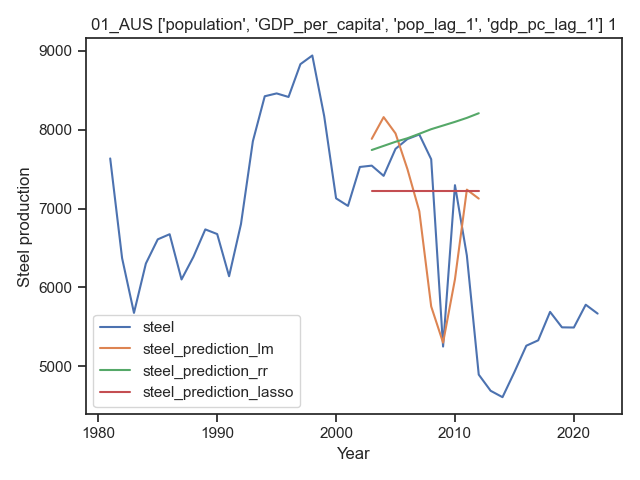 01_AUS ['population', 'GDP_per_capita', 'pop_lag_1', 'gdp_pc_lag_1'] 1
9000
8000
7000
6000
5000
Steel production
steel
steel_prediction_lm
steel_prediction_rr
steel_prediction_lasso
1980
1990
2000
2010
2020
Year